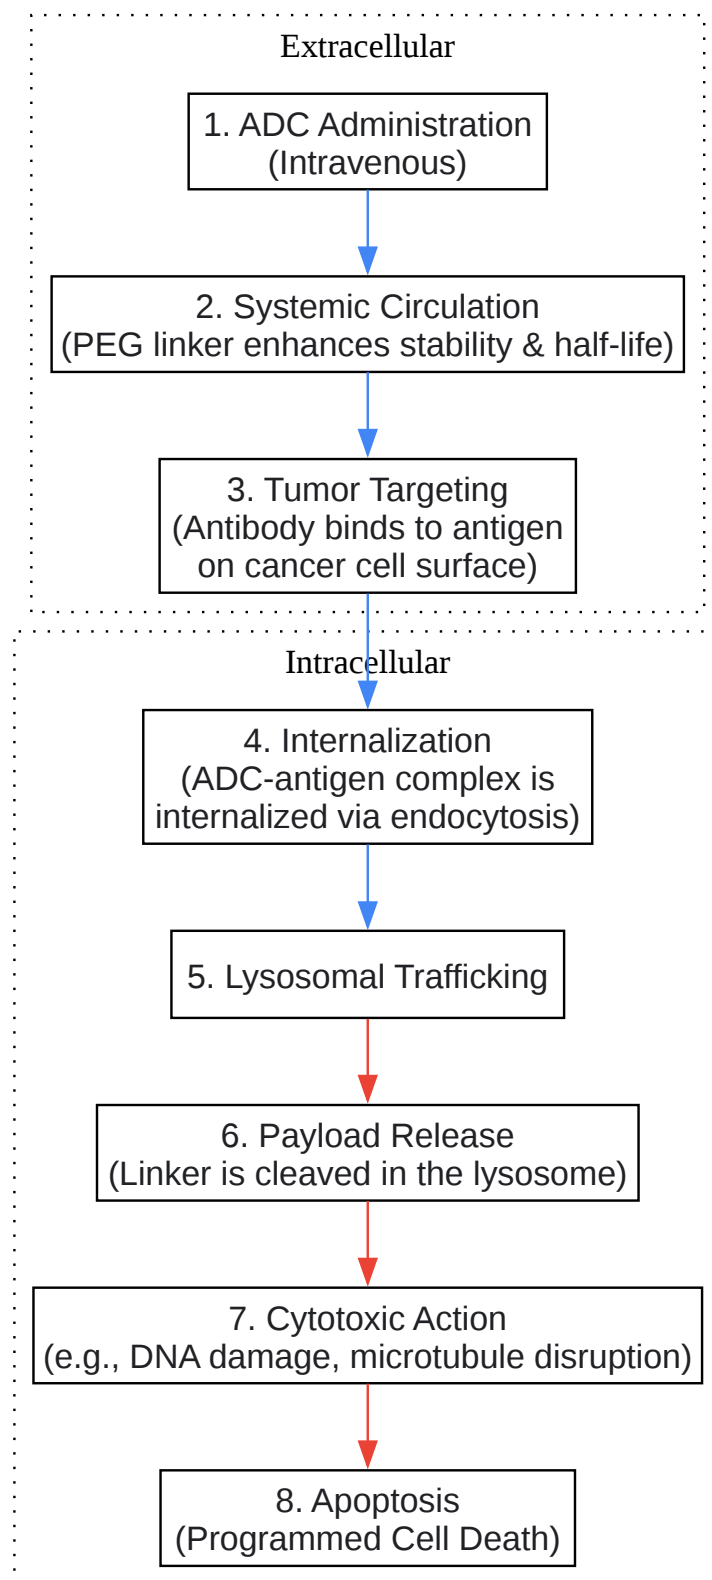 Extracellular
1. ADC Administration
(Intravenous)
2. Systemic Circulation
(PEG linker enhances stability & half-life)
3. Tumor Targeting
(Antibody binds to antigen
on cancer cell surface)
Intracellular
4. Internalization
(ADC-antigen complex is
internalized via endocytosis)
5. Lysosomal Trafficking
6. Payload Release
(Linker is cleaved in the lysosome)
7. Cytotoxic Action
(e.g., DNA damage, microtubule disruption)
8. Apoptosis
(Programmed Cell Death)